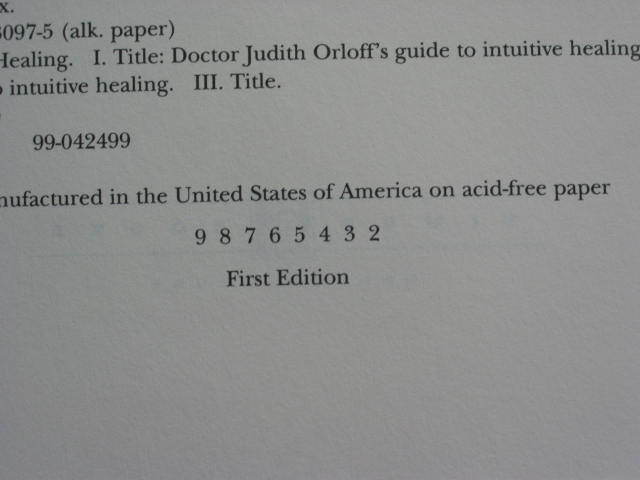 x.
3097-5 (alk. paper)
Healing. I. Title: Doctor Judith Orloff's guide to intuitive healing
intuitive healing. III. Title.
99-042499
nufactured in the United States of America on acid-free paper
9 8 7 6 5 4 3 2
First Edition